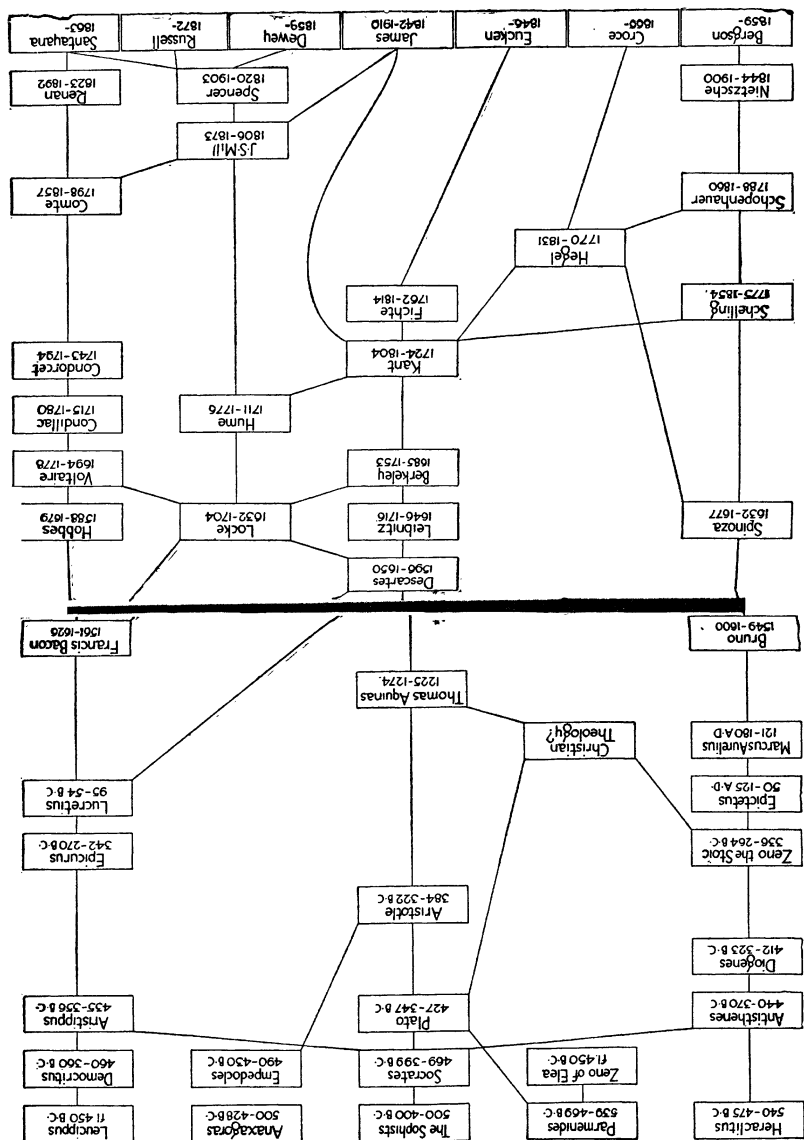 Heraclitus
540-475 B·C
Parmenides
539-469 B·C
The Sophists
500-400 B·C·
Anaxagoras
500-428 B·C·
Leucippus
fl 450 B·C·
Zeno of Elea
fl·450 B·C·
Socrates
469-399 B·C
Empedocles
490-430 B·C
Democritus
460-360 B·C·
Antisthenes
440-370 B·C
Plato
427-347 B·C
Aristippus
435-356 B·C·
Diogenes
412-323 B·C.
Aristotle
384-322 B·C
Zeno the Stoic
336-264 B·C·
Epicurus
342-270 B·C·
Epictetus
50-125 A·D·
Lucretius
95-54 B·C
Marcus Aurelius
121-180 A·D
Christian
Theology?
Thomas Aquinas
1225-1274.
Bruno
1549-1600
Francis Bacon
1561-1626
Descartes
1596-1650
Spinoza
1632-1677
Leibnitz
1646-1716
Locke
1632-1704
Hobbes
1588-1679
Berkeley
1685-1753
Voltaire
1694-1778
Hume
1711-1776
Condillac
1715-1780
Kant
1724-1804
Condorcet
1743-1794
Schelling
1775-1854.
Fichte
1762-1814
Hegel
1770-1831
Schopenhauer
1788-1860
Comte
1798-1857
J·S·Mill
1806-1873
Nietzsche
1844-1900
Spencer
1820-1903
Renan
1823-1892
Bergson
1859-
Croce
1866-
Eucken
1846-
James
1842-1910
Dewey
1859-
Russell
1872-
Santayana
1863-